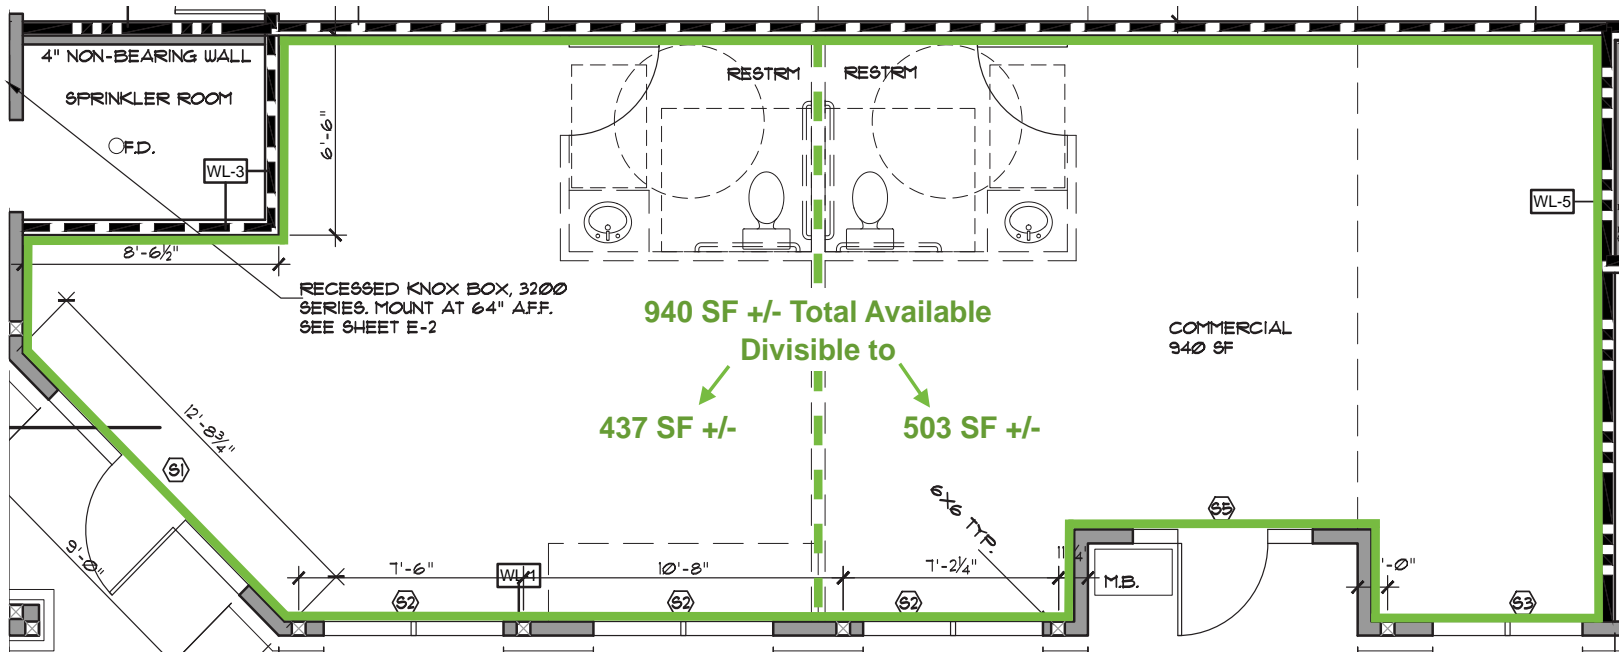 4" NON-BEARING WALL
SPRINKLER ROOM
F.D.
WL-3
6'-6"
8'-6½"
RESTRM
RESTRM
WL-5
RECESSED KNOX BOX, 3200
SERIES. MOUNT AT 64" A.F.F.
SEE SHEET E-2
940 SF +/- Total Available
Divisible to
437 SF +/-
503 SF +/-
COMMERCIAL
940 SF
12'-8¾"
S1
9'-0"
6X6 TYP.
S5
7'-6"
WL-1
10'-8"
7'-2¼"
M.B.
S2
S2
S2
S3